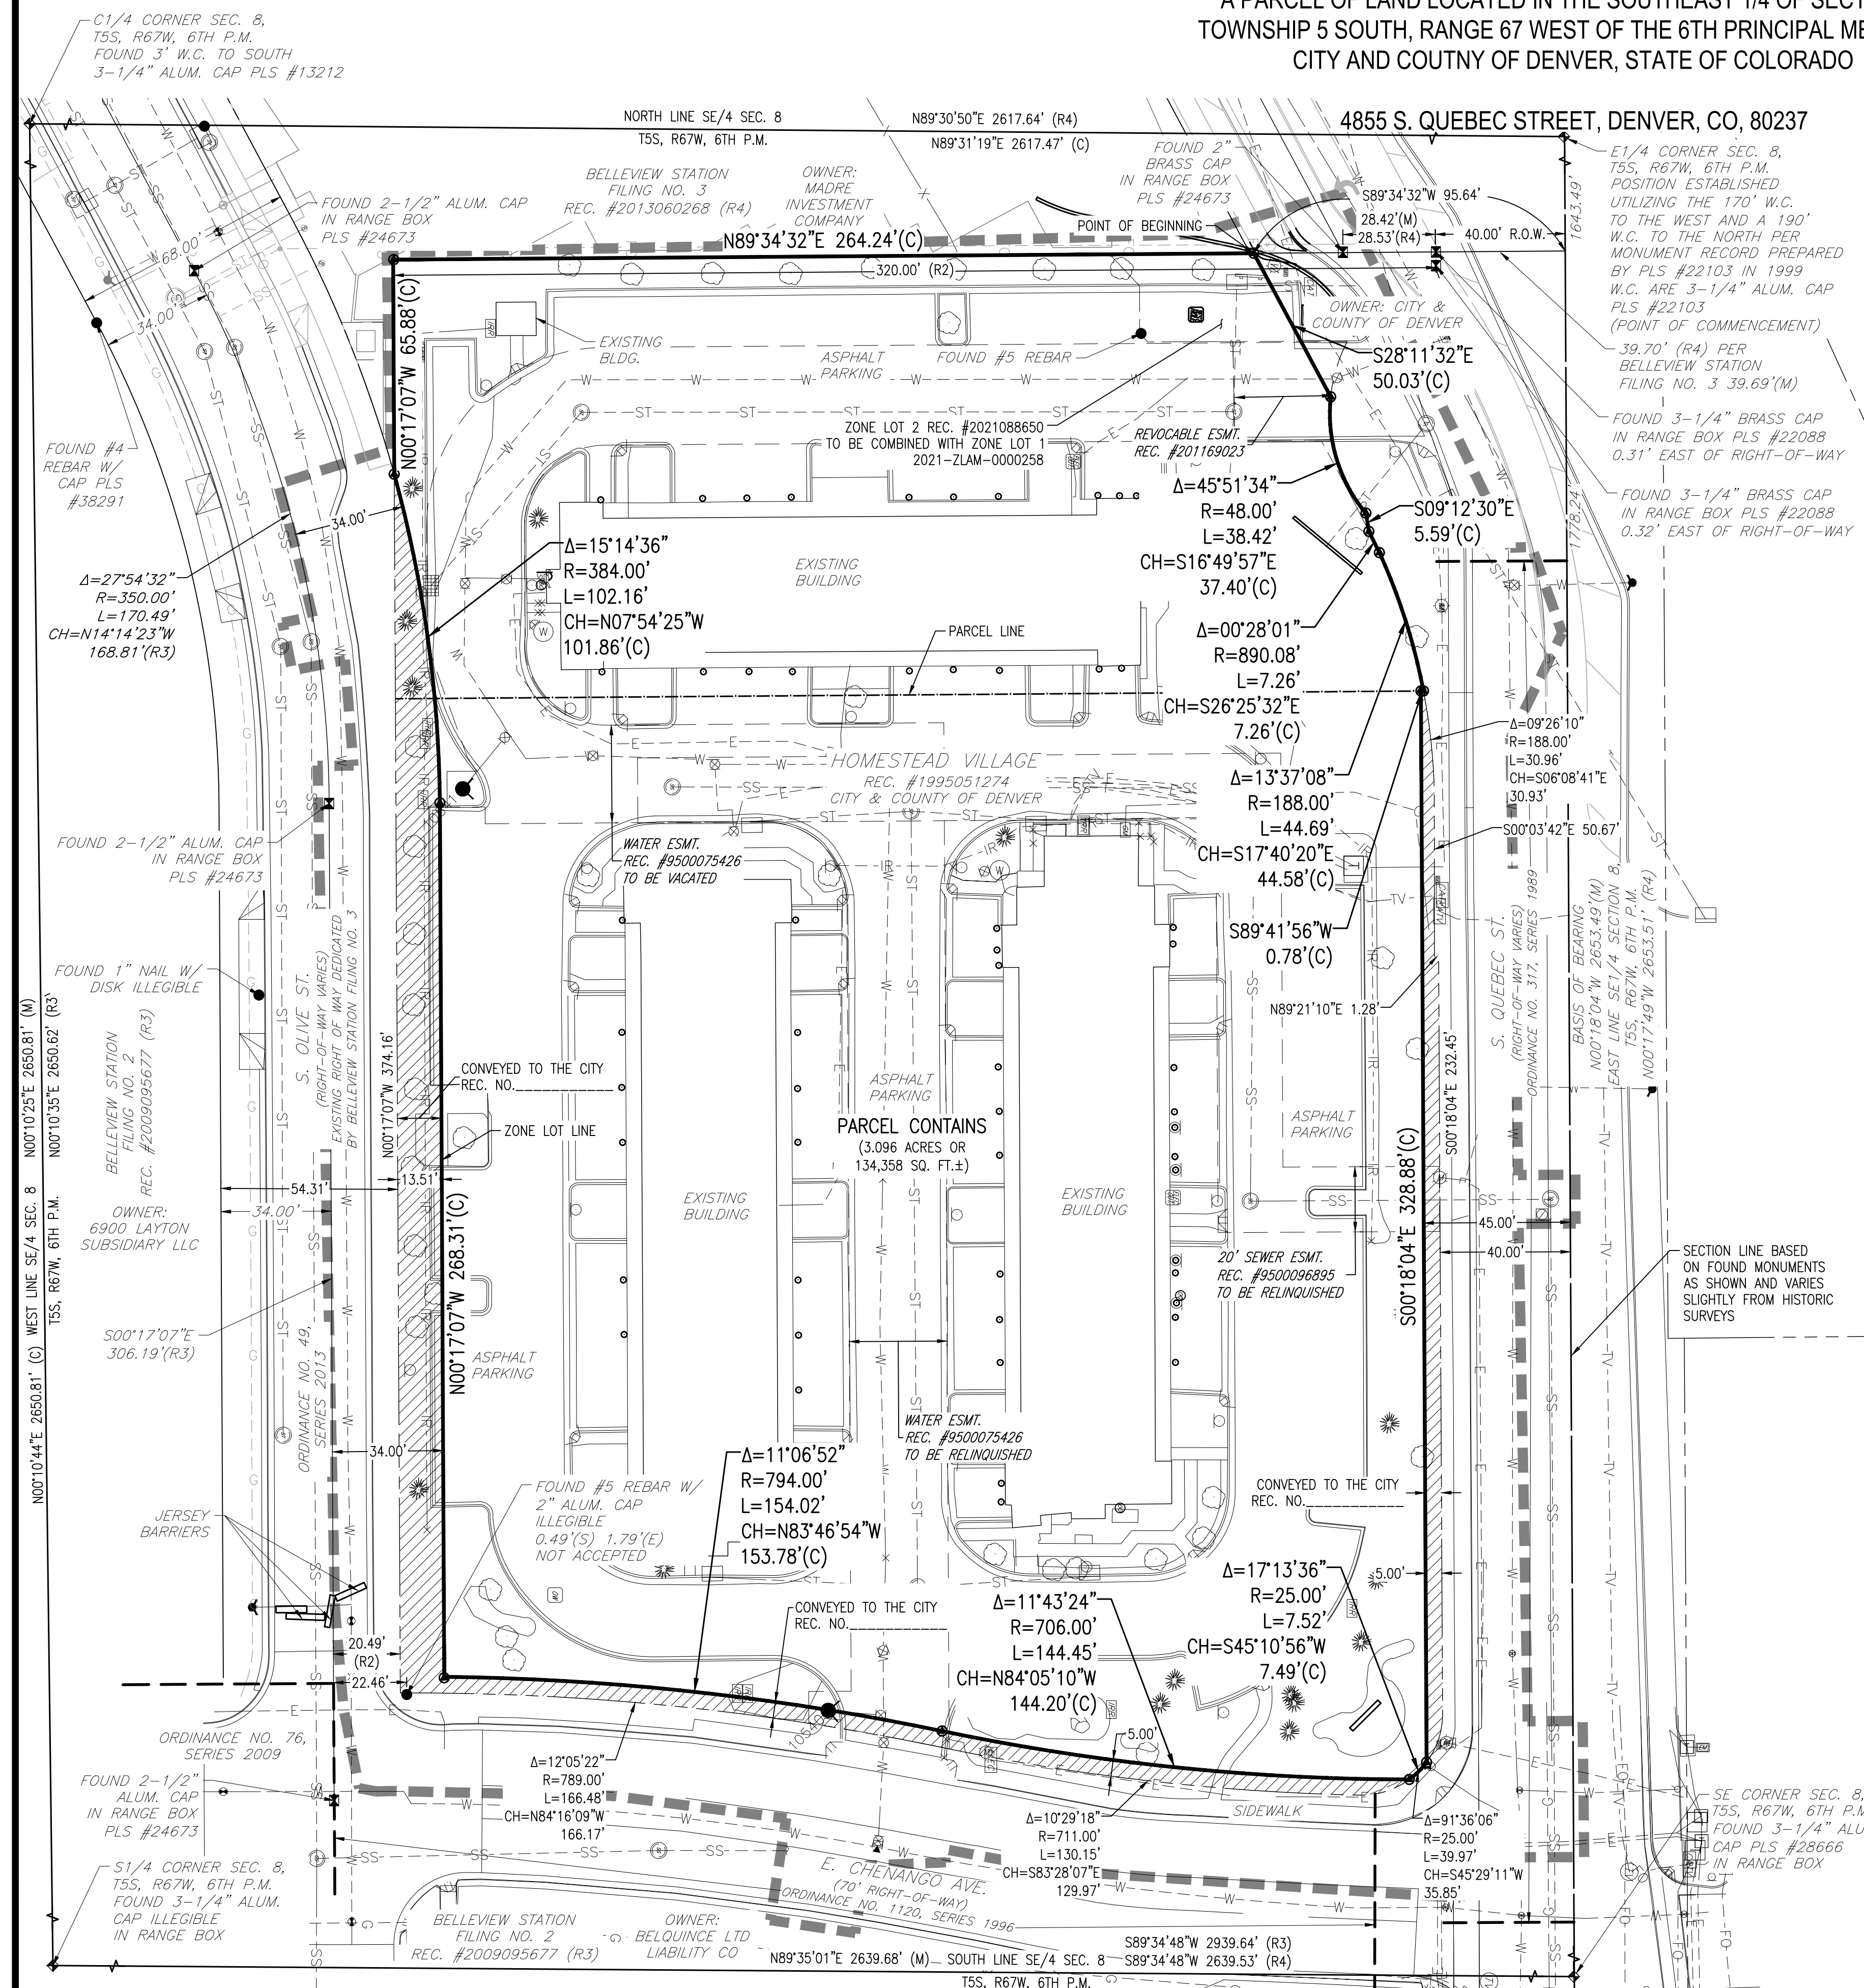 A PARCEL OF LAND LOCATED IN THE SOUTHEAST 1/4 OF
TOWNSHIP 5 SOUTH, RANGE 67 WEST OF THE 6TH PRINCIPAL
CITY AND COUTNY OF DENVER, STATE OF COLORADO
4855 S. QUEBEC STREET, DENVER, CO, 80237
C1/4 CORNER SEC. 8,
T5S, R67W, 6TH P.M.
FOUND 3' W.C. TO SOUTH
3-1/4" ALUM. CAP PLS #13212
NORTH LINE SE/4 SEC. 8
T5S, R67W, 6TH P.M.
N89°30'50"E 2617.64' (R4)
N89°31'19"E 2617.47' (C)
BELLEVIEW STATION
FILING NO. 3
REC. #2013060268 (R4)
OWNER:
MADRE
INVESTMENT
COMPANY
FOUND 2"
BRASS CAP
IN RANGE BOX
PLS #24673
POINT OF BEGINNING
S89°34'32"W 95.64'
28.42'(M)
28.53'(R4)
40.00' R.O.W.
1643.49'
E1/4 CORNER SEC. 8,
T5S, R67W, 6TH P.M.
POSITION ESTABLISHED
UTILIZING THE 170' W.C.
TO THE WEST AND A 190'
W.C. TO THE NORTH PER
MONUMENT RECORD PREPARED
BY PLS #22103 IN 1999
W.C. ARE 3-1/4" ALUM. CAP
PLS #22103
(POINT OF COMMENCEMENT)
39.70' (R4) PER
BELLEVIEW STATION
FILING NO. 3 39.69'(M)
FOUND 3-1/4" BRASS CAP
IN RANGE BOX PLS #22088
0.31' EAST OF RIGHT-OF-WAY
FOUND 3-1/4" BRASS CAP
IN RANGE BOX PLS #22088
0.32' EAST OF RIGHT-OF-WAY
1778.24'
FOUND 2-1/2" ALUM. CAP
IN RANGE BOX
PLS #24673
68.00'
34.00'
N89°34'32"E 264.24'(C)
320.00' (R2)
N00°17'07"W 65.88'(C)
EXISTING
BLDG.
ASPHALT
PARKING
FOUND #5 REBAR
OWNER: CITY &
COUNTY OF DENVER
S28°11'32"E
50.03'(C)
ZONE LOT 2 REC. #2021088650
TO BE COMBINED WITH ZONE LOT 1
2021-ZLAM-0000258
REVOCABLE ESMT.
REC. #201169023
FOUND #4
REBAR W/
CAP PLS
#38291
34.00'
Δ=27°54'32"
R=350.00'
L=170.49'
CH=N14°14'23"W
168.81'(R3)
Δ=15°14'36"
R=384.00'
L=102.16'
CH=N07°54'25"W
101.86'(C)
EXISTING
BUILDING
PARCEL LINE
Δ=45°51'34"
R=48.00'
L=38.42'
CH=S16°49'57"E
37.40'(C)
S09°12'30"E
5.59'(C)
Δ=00°28'01"
R=890.08'
L=7.26'
CH=S26°25'32"E
7.26'(C)
Δ=09°26'10"
R=188.00'
L=30.96'
CH=S06°08'41"E
30.93'
HOMESTEAD VILLAGE
REC. #1995051274
CITY & COUNTY OF DENVER
Δ=13°37'08"
R=188.00'
L=44.69'
CH=S17°40'20"E
44.58'(C)
S00°03'42"E 50.67'
FOUND 2-1/2" ALUM. CAP
IN RANGE BOX
PLS #24673
WATER ESMT.
REC. #9500075426
TO BE VACATED
S89°41'56"W
0.78'(C)
N89°21'10"E 1.28'
FOUND 1" NAIL W/
DISK ILLEGIBLE
BELLEVIEW STATION
FILING NO. 2
REC. #2009095677 (R3)
S. OLIVE ST.
(RIGHT-OF-WAY VARIES)
EXISTING RIGHT OF WAY DEDICATED
BY BELLEVIEW STATION FILING NO. 3
N00°17'07"W 374.16'
CONVEYED TO THE CITY
REC. NO.____________
ZONE LOT LINE
ASPHALT
PARKING
PARCEL CONTAINS
(3.096 ACRES OR
134,358 SQ. FT.±)
ASPHALT
PARKING
S. QUEBEC ST.
(RIGHT-OF-WAY VARIES)
ORDINANCE NO. 317, SERIES 1989
BASIS OF BEARING
N00°18'04"W 2653.49'(M)
EAST LINE SE1/4 SECTION 8,
T5S, R67W, 6TH P.M.
N00°17'49"W 2653.51' (R4)
S00°18'04"E 232.45'
N00°10'25"E 2650.81' (M)
N00°10'35"E 2650.62' (R3)
WEST LINE SE/4 SEC. 8
T5S, R67W, 6TH P.M.
N00°10'44"E 2650.81' (C)
54.31'
34.00'
13.51'
OWNER:
6900 LAYTON
SUBSIDIARY LLC
N00°17'07"W 268.31'(C)
EXISTING
BUILDING
EXISTING
BUILDING
S00°18'04"E 328.88'(C)
45.00'
40.00'
20' SEWER ESMT.
REC. #9500096895
TO BE RELINQUISHED
SECTION LINE BASED
ON FOUND MONUMENTS
AS SHOWN AND VARIES
SLIGHTLY FROM HISTORIC
SURVEYS
S00°17'07"E
306.19'(R3)
ORDINANCE NO. 49,
SERIES 2013
ASPHALT
PARKING
WATER ESMT.
REC. #9500075426
TO BE RELINQUISHED
34.00'
JERSEY
BARRIERS
FOUND #5 REBAR W/
2" ALUM. CAP
ILLEGIBLE
0.49'(S) 1.79'(E)
NOT ACCEPTED
Δ=11°06'52"
R=794.00'
L=154.02'
CH=N83°46'54"W
153.78'(C)
CONVEYED TO THE CITY
REC. NO.____________
CONVEYED TO THE CITY
REC. NO.____________
Δ=11°43'24"
R=706.00'
L=144.45'
CH=N84°05'10"W
144.20'(C)
Δ=17°13'36"
R=25.00'
L=7.52'
CH=S45°10'56"W
7.49'(C)
5.00'
5.00'
20.49'
(R2)
22.46'
ORDINANCE NO. 76,
SERIES 2009
FOUND 2-1/2"
ALUM. CAP
IN RANGE BOX
PLS #24673
Δ=12°05'22"
R=789.00'
L=166.48'
CH=N84°16'09"W
166.17'
SIDEWALK
Δ=10°29'18"
R=711.00'
L=130.15'
CH=S83°28'07"E
129.97'
Δ=91°36'06"
R=25.00'
L=39.97'
CH=S45°29'11"W
35.85'
SE CORNER SEC. 8,
T5S, R67W, 6TH P.M.
FOUND 3-1/4"
CAP PLS #28666
IN RANGE BOX
S1/4 CORNER SEC. 8,
T5S, R67W, 6TH P.M.
FOUND 3-1/4" ALUM.
CAP ILLEGIBLE
IN RANGE BOX
E. CHENANGO AVE.
(70' RIGHT-OF-WAY)
ORDINANCE NO. 1120, SERIES 1996
BELLEVIEW STATION
FILING NO. 2
REC. #2009095677 (R3)
OWNER:
BELQUINCE LTD
LIABILITY CO
N89°35'01"E 2639.68' (M)
SOUTH LINE SE/4 SEC. 8
T5S, R67W, 6TH P.M.
S89°34'48"W 2939.64' (R3)
S89°34'48"W 2639.53' (R4)